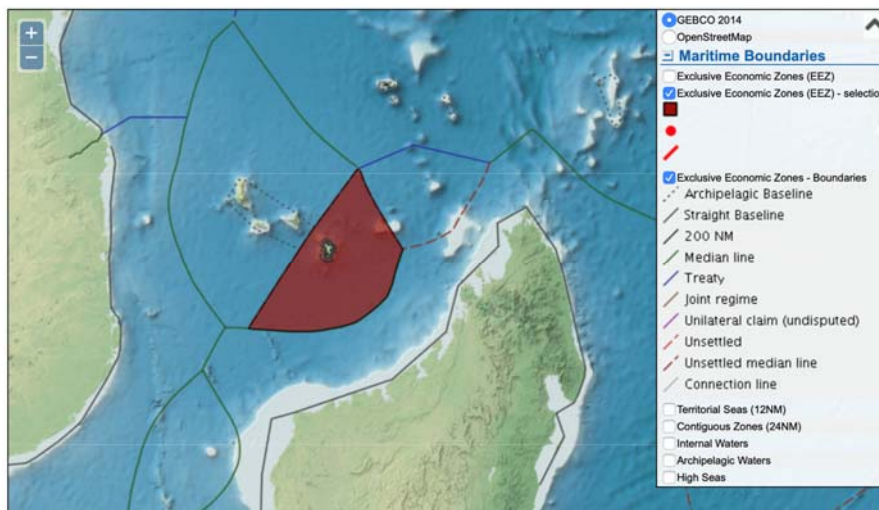 +
−
GEBCO 2014
OpenStreetMap
Maritime Boundaries
Exclusive Economic Zones (EEZ)
Exclusive Economic Zones (EEZ) - selectio
Exclusive Economic Zones - Boundaries
Archipelagic Baseline
Straight Baseline
200 NM
Median line
Treaty
Joint regime
Unilateral claim (undisputed)
Unsettled
Unsettled median line
Connection line
Territorial Seas (12NM)
Contiguous Zones (24NM)
Internal Waters
Archipelagic Waters
High Seas